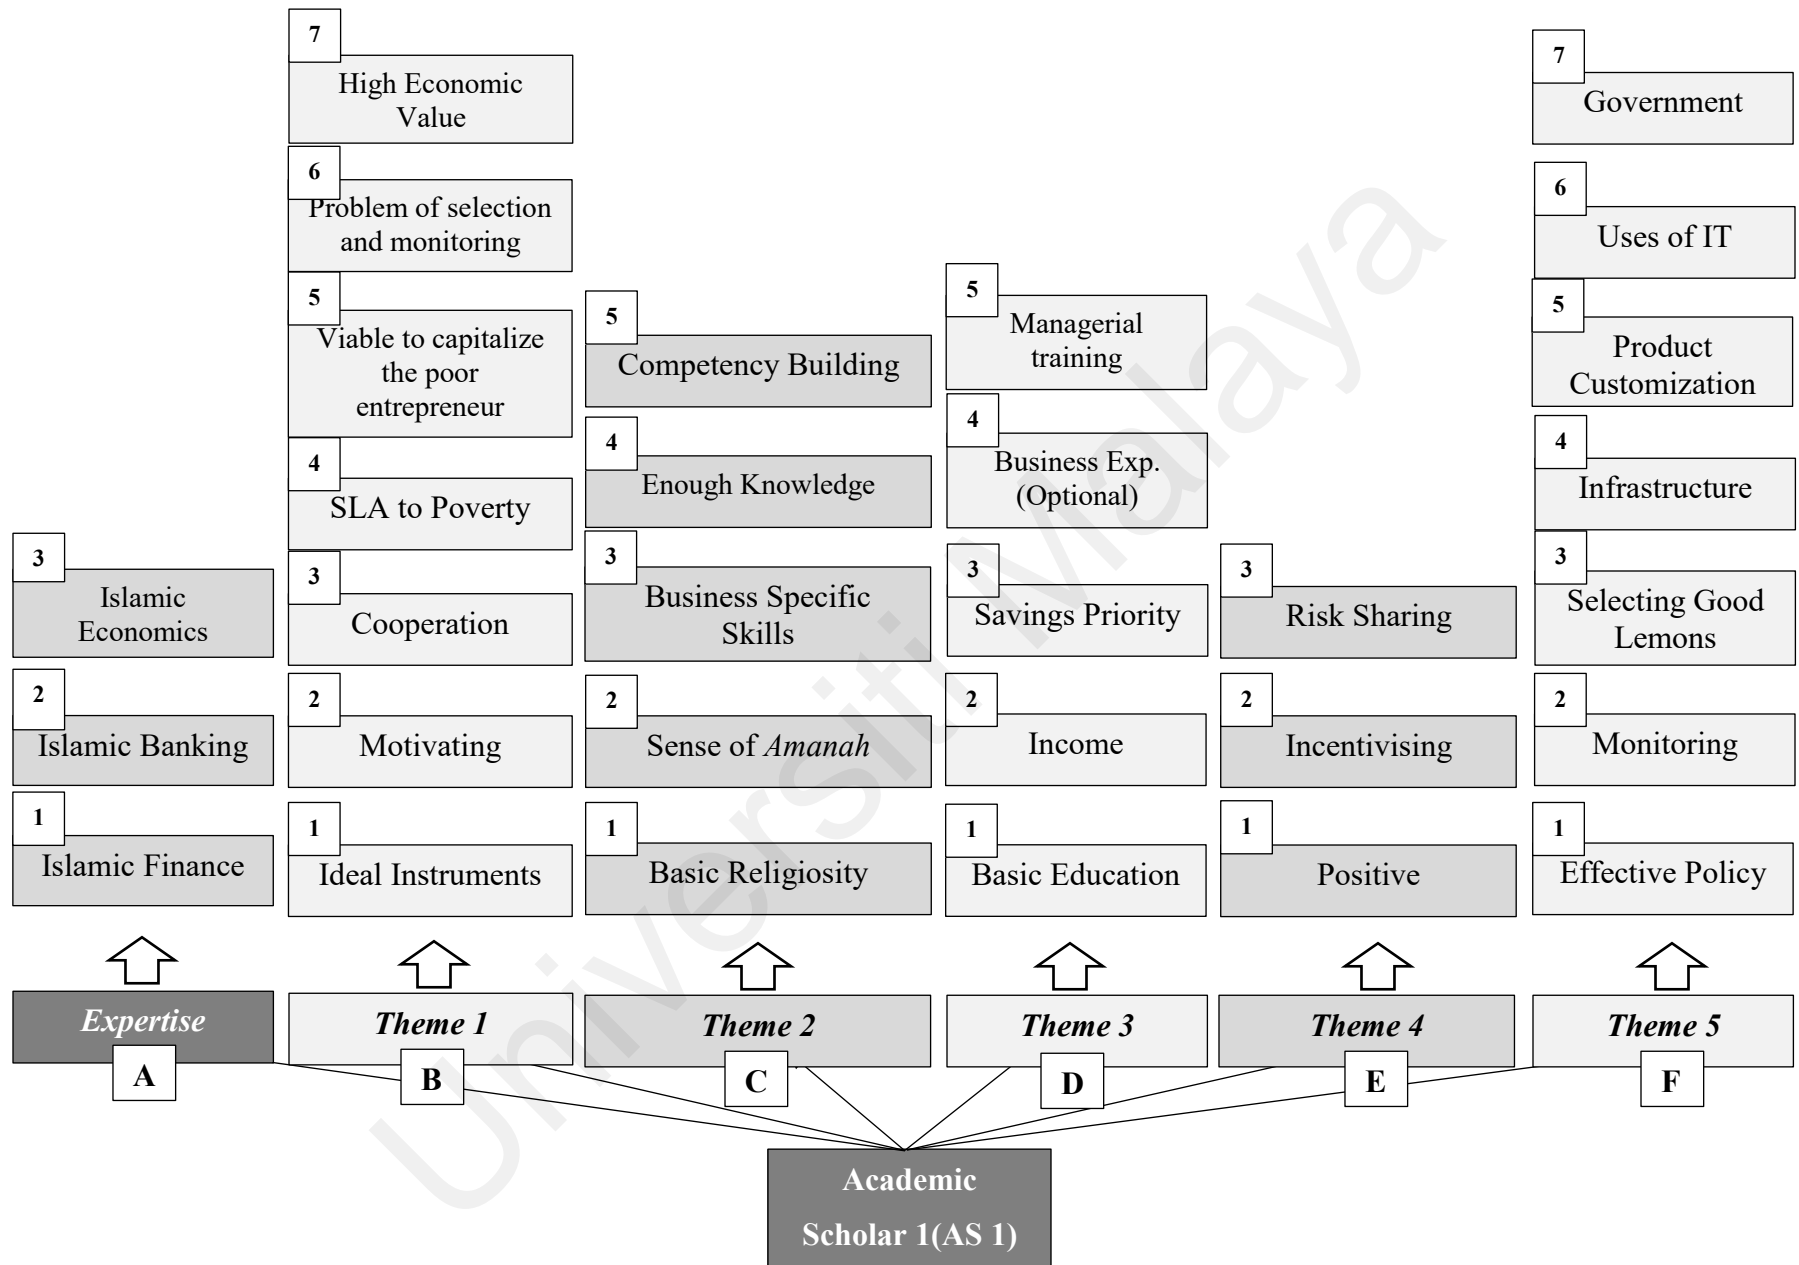 7
High Economic
Value
6
Problem of selection
and monitoring
5
Viable to capitalize
the poor
entrepreneur
4
SLA to Poverty
3
Cooperation
2
Motivating
1
Ideal Instruments
3
Islamic
Economics
2
Islamic Banking
1
Islamic Finance
5
Competency Building
4
Enough Knowledge
3
Business Specific
Skills
2
Sense of Amanah
1
Basic Religiosity
5
Managerial
training
4
Business Exp.
(Optional)
3
Savings Priority
2
Income
1
Basic Education
3
Risk Sharing
2
Incentivising
1
Positive
7
Government
6
Uses of IT
5
Product
Customization
4
Infrastructure
3
Selecting Good
Lemons
2
Monitoring
1
Effective Policy
Expertise
A
Theme 1
B
Theme 2
C
Theme 3
D
Theme 4
E
Theme 5
F
Academic
Scholar 1(AS 1)
Universiti Malaya